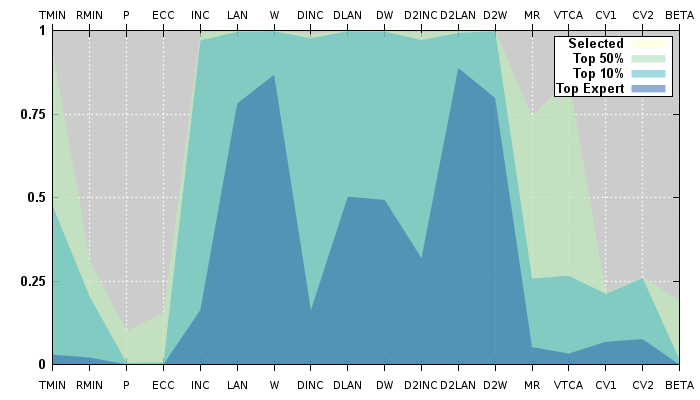 TMIN RMIN P ECC INC LAN W DINC DLAN DW D2INC D2LAN D2W MR VTCA CV1 CV2 BETA
1
Selected
Top 50%
Top 10%
Top Expert
0.75
0.5
0.25
0
TMIN RMIN P ECC INC LAN W DINC DLAN DW D2INC D2LAN D2W MR VTCA CV1 CV2 BETA